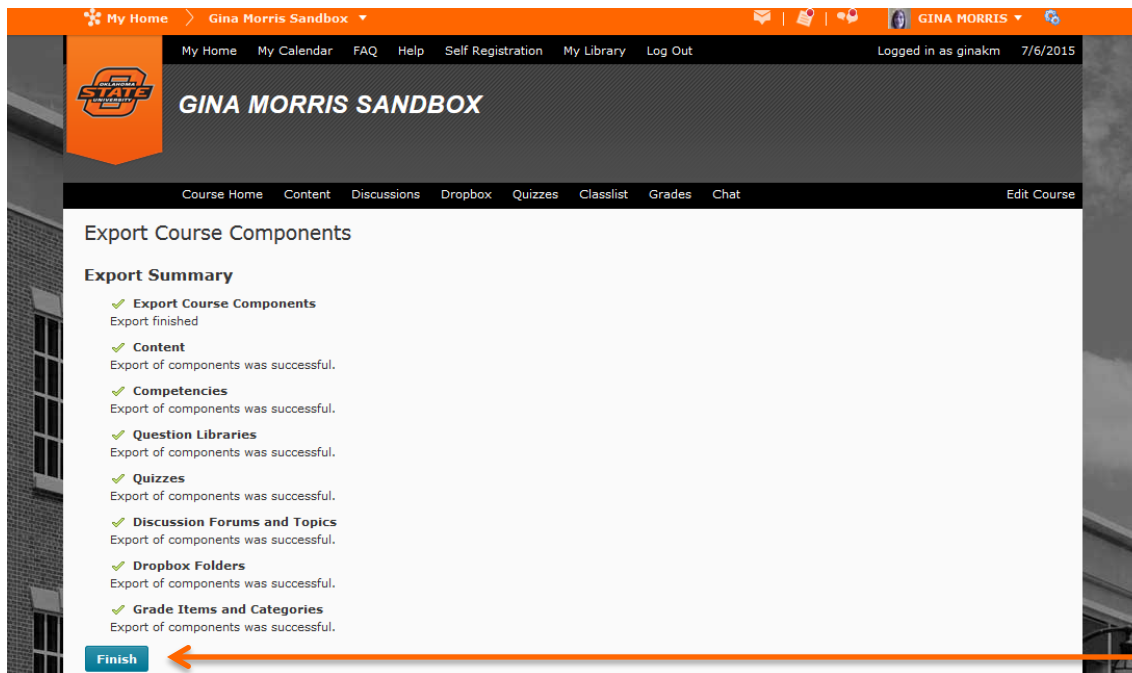 My Home Gina Morris Sandbox GINA MORRIS
My Home My Calendar FAQ Help Self Registration My Library Log Out Logged in as ginakm 7/6/2015
OKLAHOMA
STATE
UNIVERSITY
GINA MORRIS SANDBOX
Course Home Content Discussions Dropbox Quizzes Classlist Grades Chat Edit Course
Export Course Components
Export Summary
Export Course Components
Export finished
Content
Export of components was successful.
Competencies
Export of components was successful.
Question Libraries
Export of components was successful.
Quizzes
Export of components was successful.
Discussion Forums and Topics
Export of components was successful.
Dropbox Folders
Export of components was successful.
Grade Items and Categories
Export of components was successful.
Finish